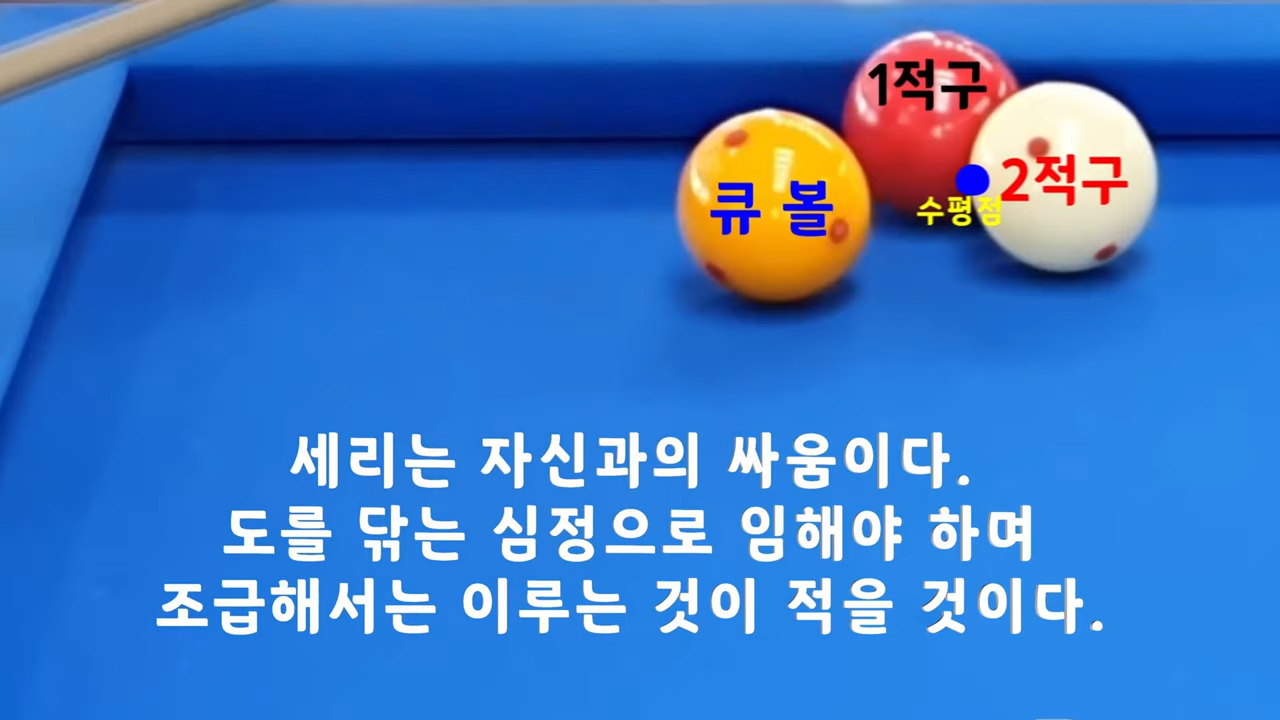 1적구
큐 볼
2적구
수평점
세리는 자신과의 싸움이다.
도를 닦는 심정으로 임해야 하며
조급해서는 이루는 것이 적을 것이다.